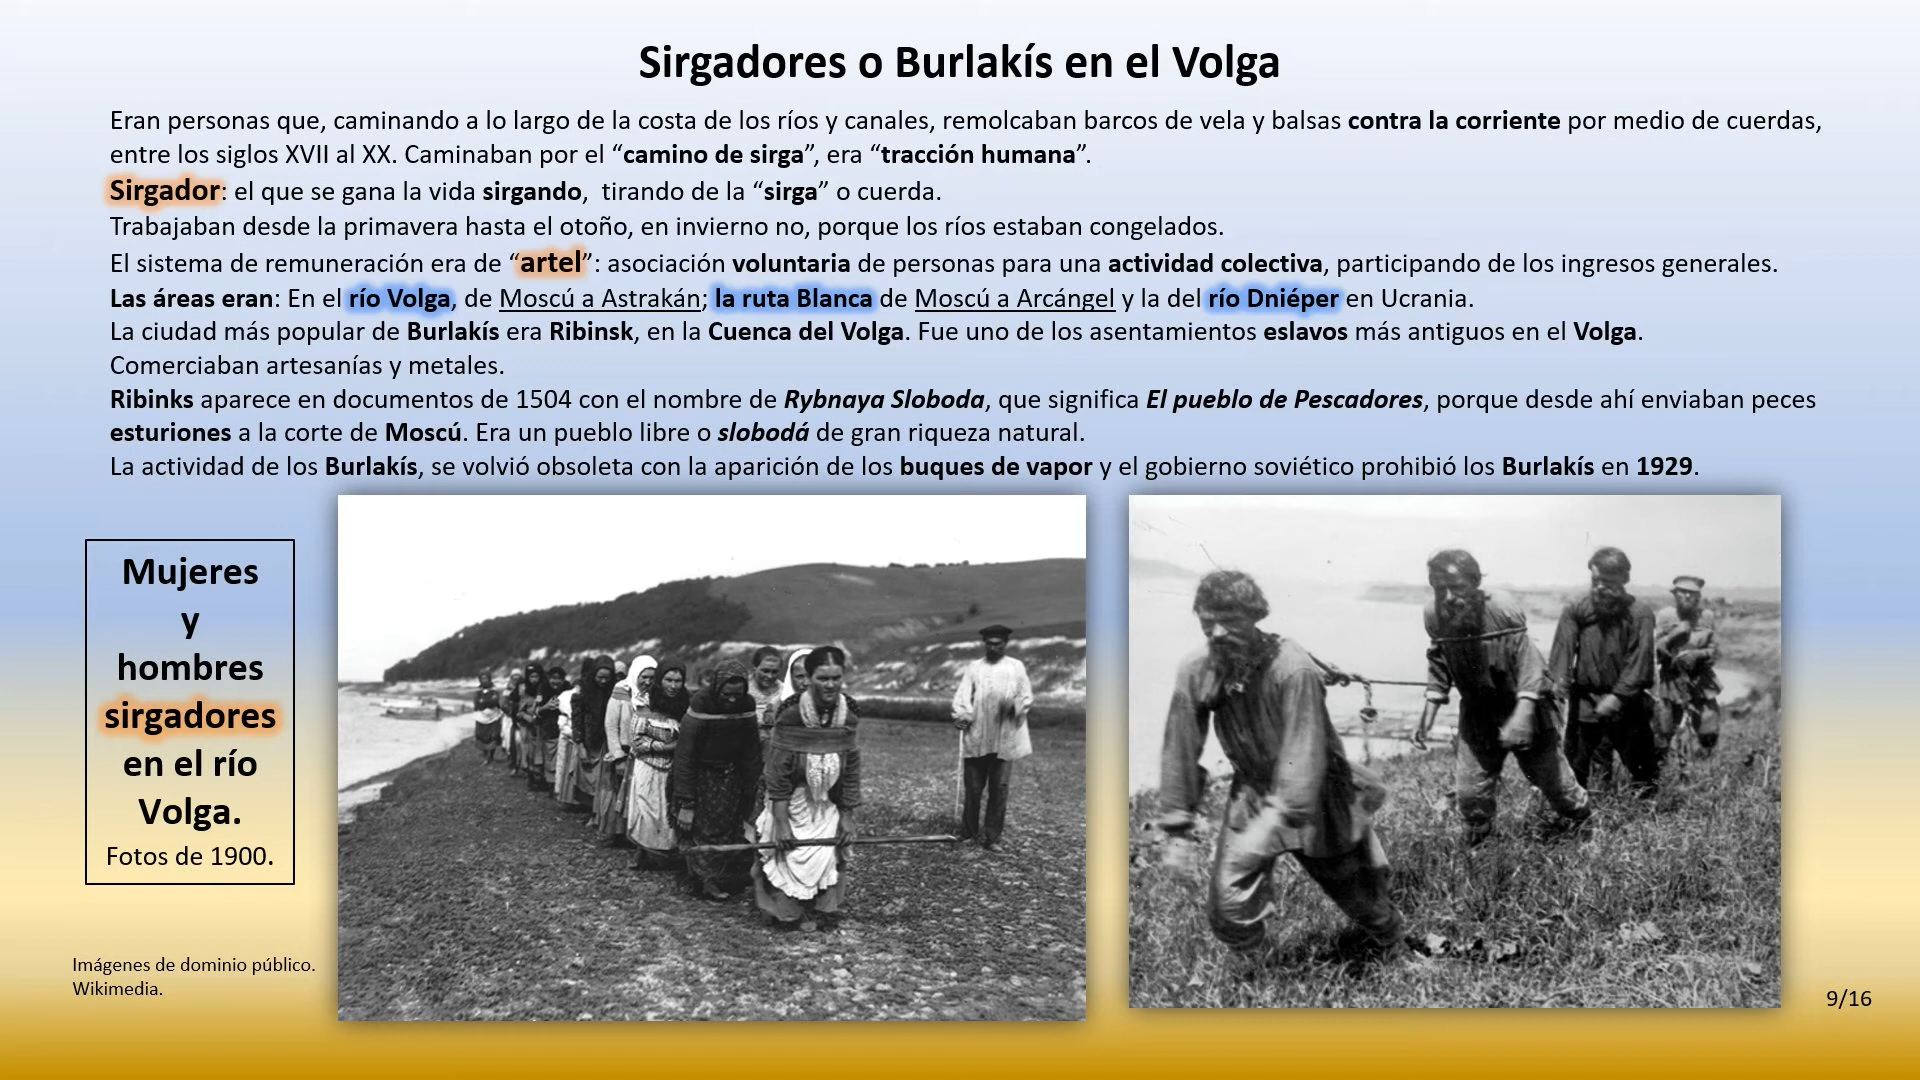 Sirgadores o Burlakís en el Volga
Eran personas que, caminando a lo largo de la costa de los ríos y canales, remolcaban barcos de vela y balsas contra la corriente por medio de cuerdas,
entre los siglos XVII al XX. Caminaban por el “camino de sirga”, era “tracción humana”.
Sirgador: el que se gana la vida sirgando, tirando de la “sirga” o cuerda.
Trabajaban desde la primavera hasta el otoño, en invierno no, porque los ríos estaban congelados.
El sistema de remuneración era de “artel”: asociación voluntaria de personas para una actividad colectiva, participando de los ingresos generales.
Las áreas eran: En el río Volga, de Moscú a Astrakán; la ruta Blanca de Moscú a Arcángel y la del río Dniéper en Ucrania.
La ciudad más popular de Burlakís era Ribinsk, en la Cuenca del Volga. Fue uno de los asentamientos eslavos más antiguos en el Volga.
Comerciaban artesanías y metales.
Ribinks aparece en documentos de 1504 con el nombre de Rybnaya Sloboda, que significa El pueblo de Pescadores, porque desde ahí enviaban peces
esturiones a la corte de Moscú. Era un pueblo libre o slobodá de gran riqueza natural.
La actividad de los Burlakís, se volvió obsoleta con la aparición de los buques de vapor y el gobierno soviético prohibió los Burlakís en 1929.
Mujeres
y
hombres
sirgadores
en el río
Volga.
Fotos de 1900.
Imágenes de dominio público.
Wikimedia.
9/16